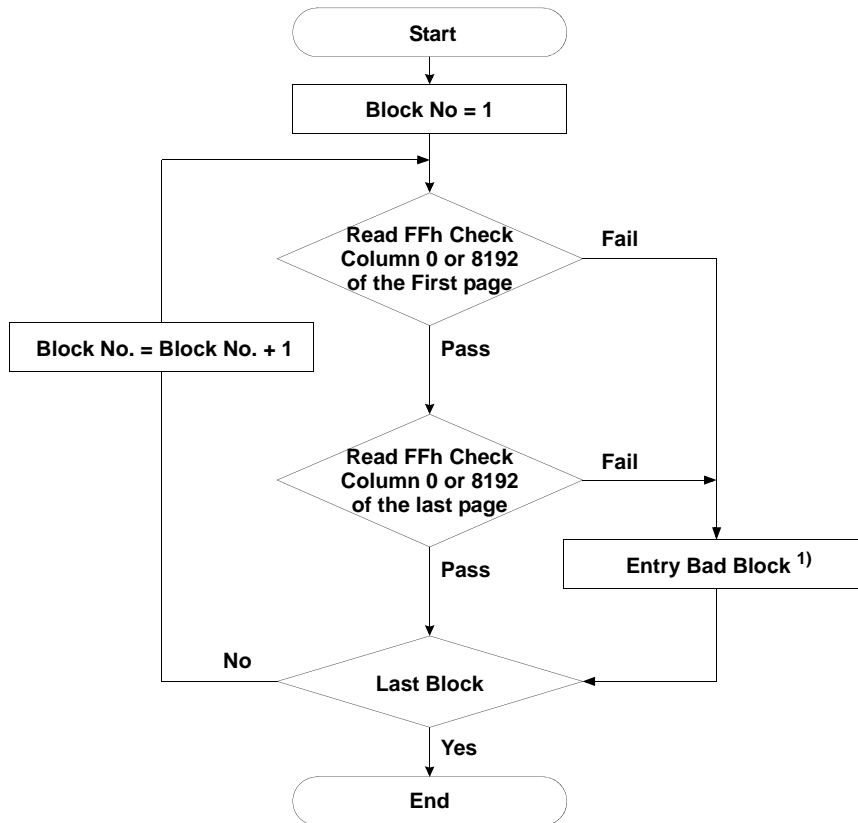 Start
Block No = 1
Read FFh Check
Column 0 or 8192
of the First page
Fail
Block No. = Block No. + 1
Pass
Read FFh Check
Column 0 or 8192
of the last page
Fail
Entry Bad Block 1)
Pass
No
Last Block
Yes
End